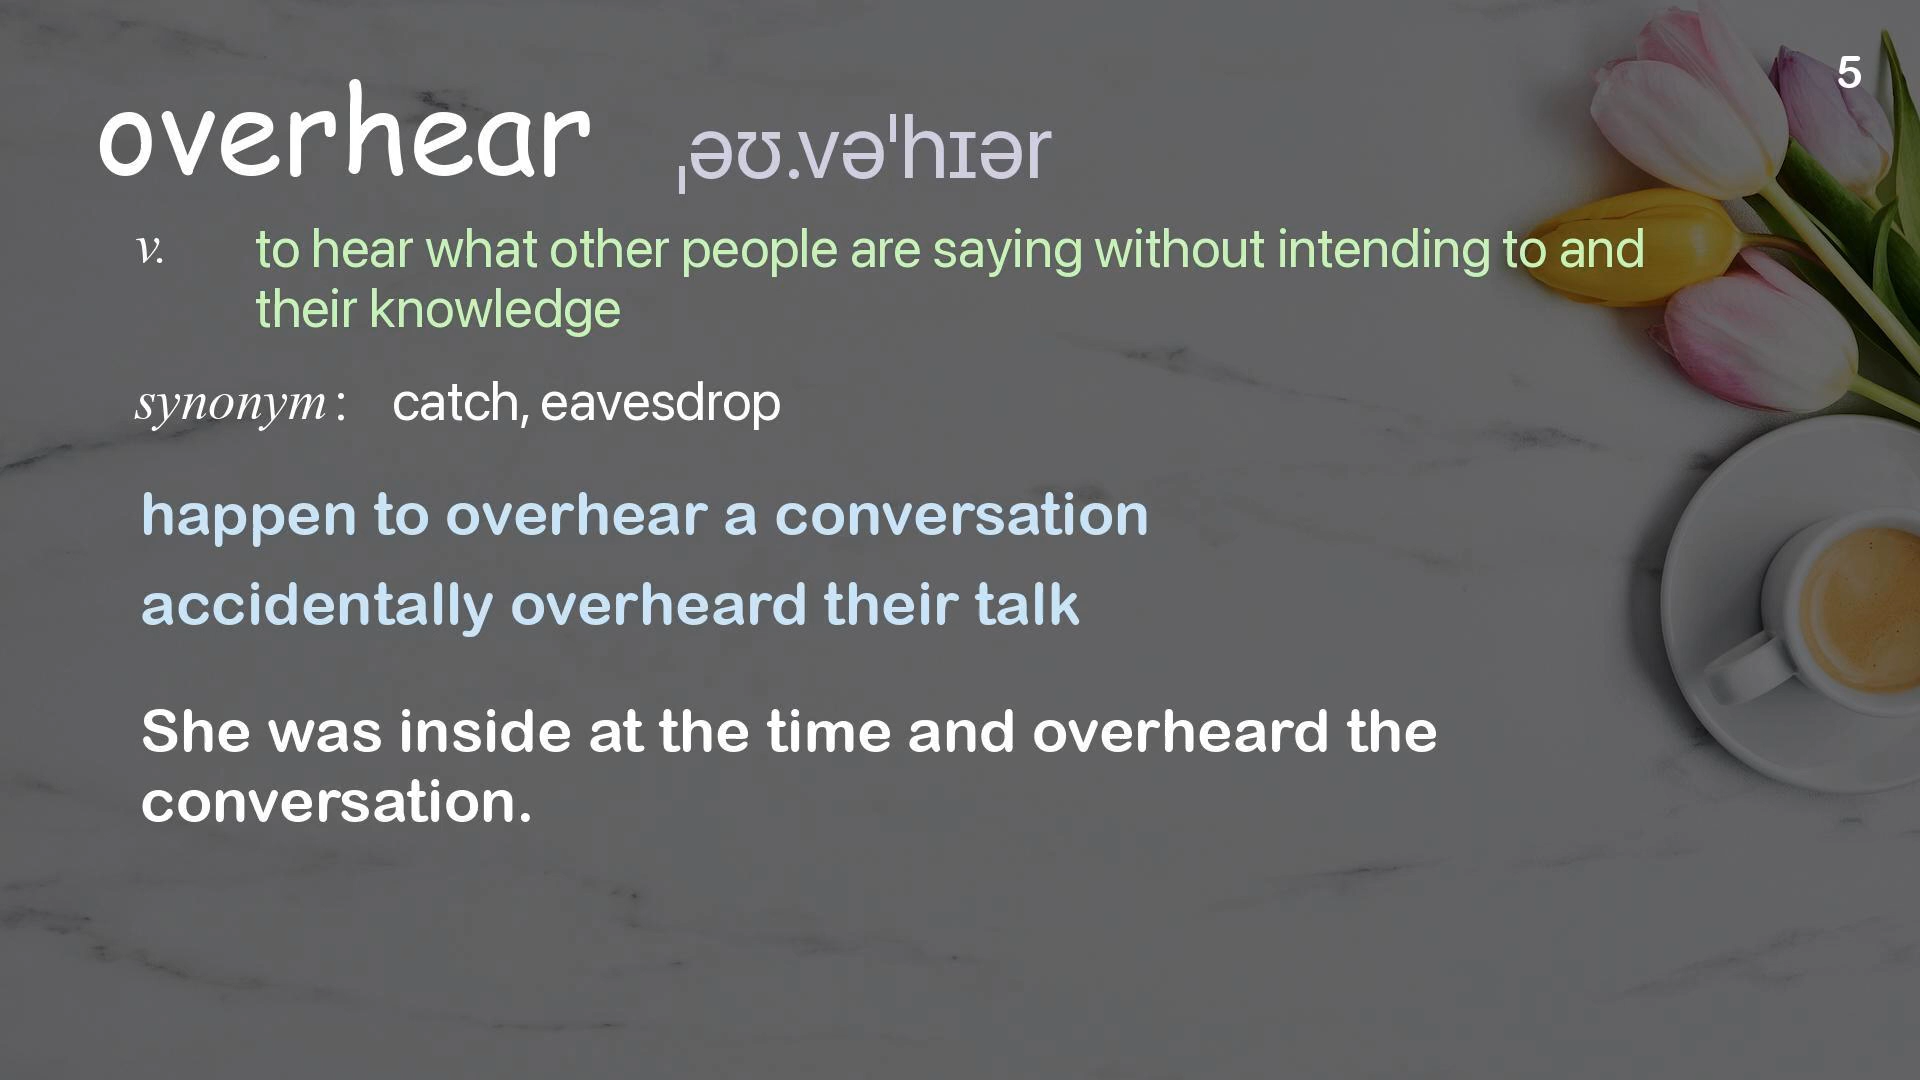 5
overhear ˌəʊ.vəˈhɪər
v. to hear what other people are saying without intending to and
their knowledge
synonym : catch, eavesdrop
happen to overhear a conversation
accidentally overheard their talk
She was inside at the time and overheard the
conversation.